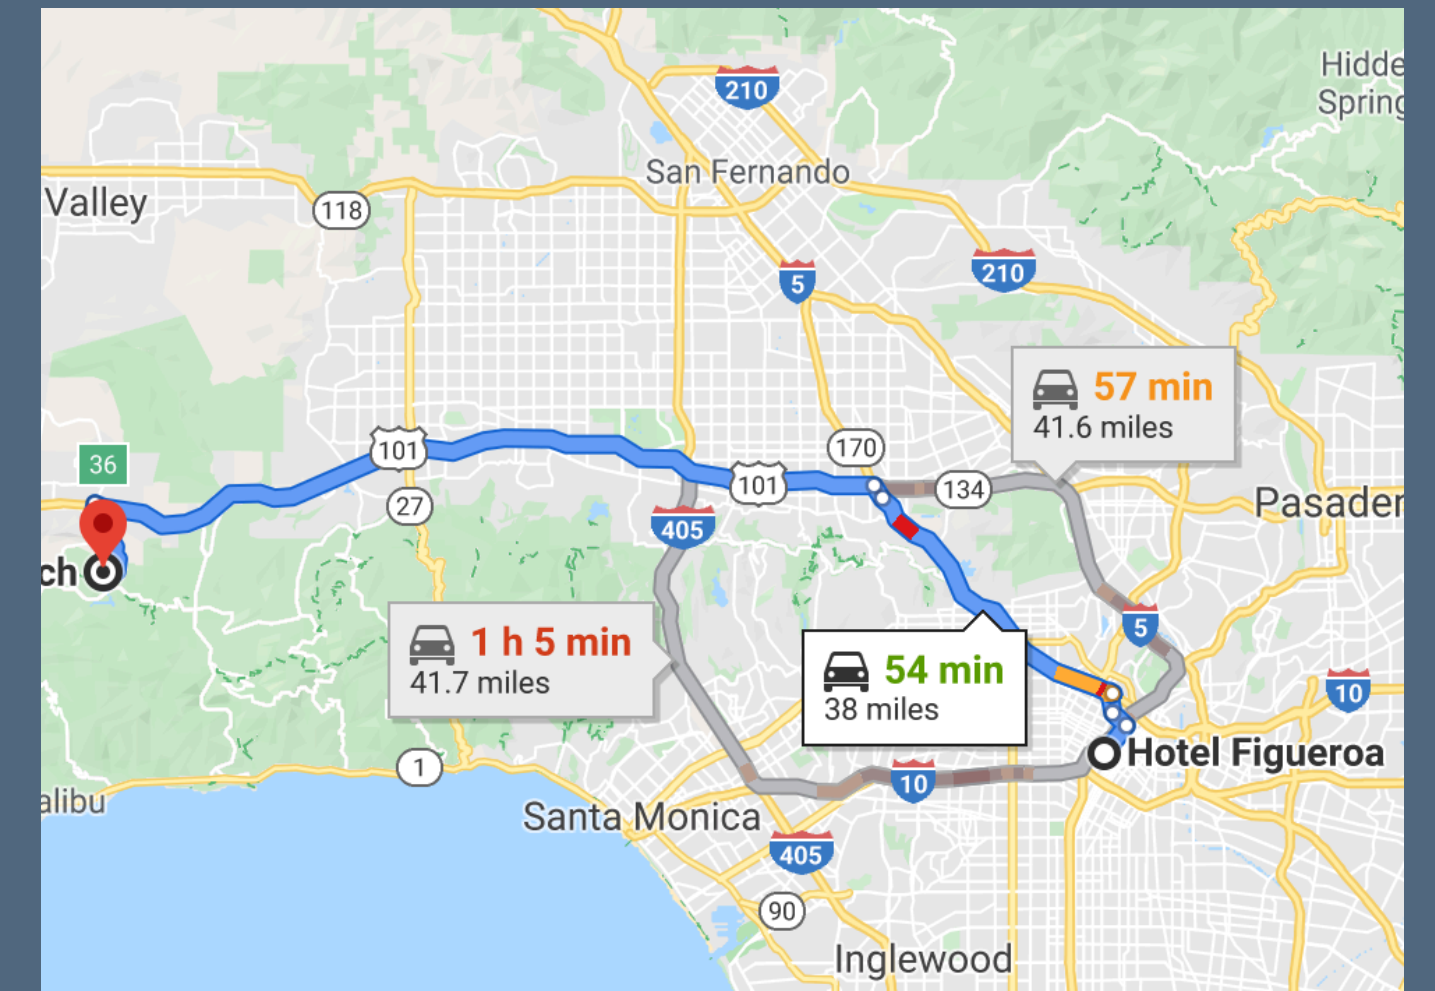 Hidde
Spring
210
San Fernando
Valley
118
210
5
57 min
41.6 miles
170
101
36
101
134
Pasader
27
405
ch
5
1 h 5 min
41.7 miles
54 min
38 miles
10
Hotel Figueroa
1
10
alibu
Santa Monica
405
90
Inglewood